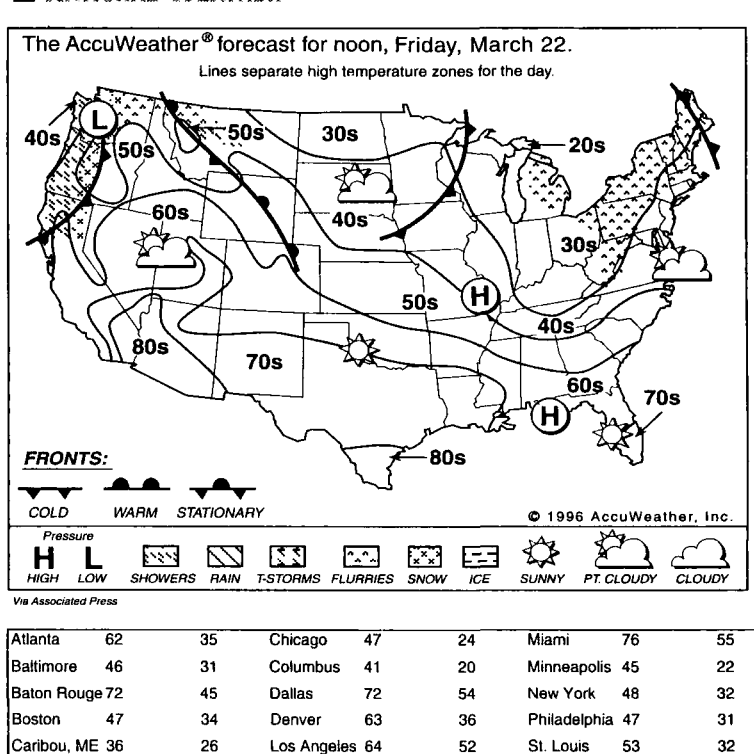 The AccuWeather® forecast for noon, Friday, March 22.
Lines separate high temperature zones for the day.
40s
L
50s
50s
30s
20s
60s
40s
30s
50s
H
40s
80s
70s
60s
70s
H
80s
FRONTS:
COLD WARM STATIONARY
© 1996 AccuWeather, Inc.
Pressure
H L
HIGH LOW SHOWERS RAIN T-STORMS FLURRIES SNOW ICE SUNNY PT. CLOUDY CLOUDY
Via Associated Press
Atlanta 62 35 Chicago 47 24 Miami 76 55
Baltimore 46 31 Columbus 41 20 Minneapolis 45 22
Baton Rouge 72 45 Dallas 72 54 New York 48 32
Boston 47 34 Denver 63 36 Philadelphia 47 31
Caribou, ME 36 26 Los Angeles 64 52 St. Louis 53 32